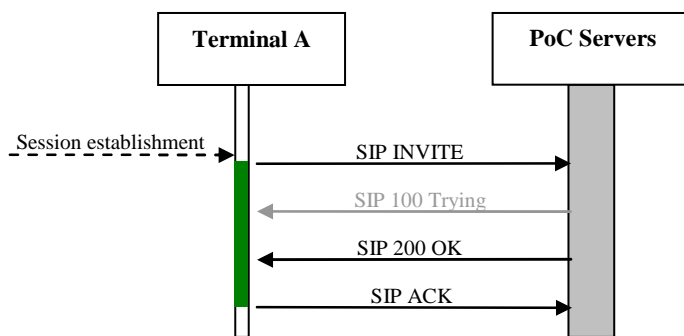 Terminal A
PoC Servers
Session establishment
SIP INVITE
SIP 100 Trying
SIP 200 OK
SIP ACK